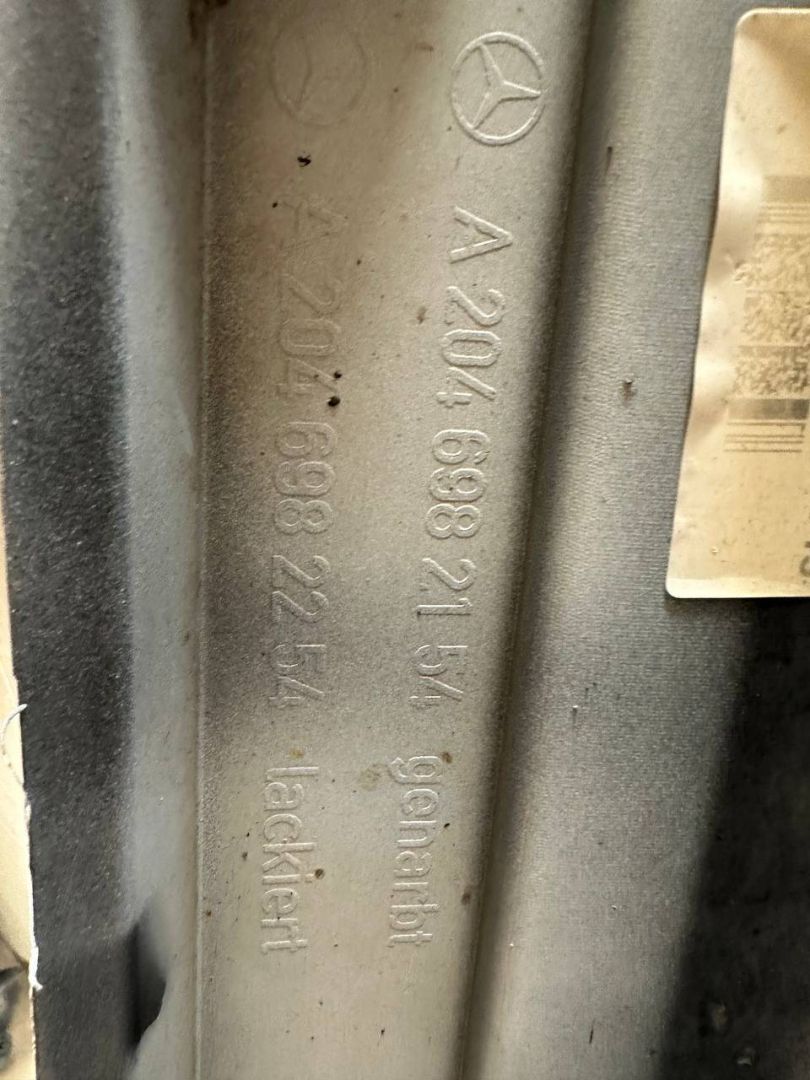 A 204 698 21 54 genarbt
A 204 698 22 54 lackiert